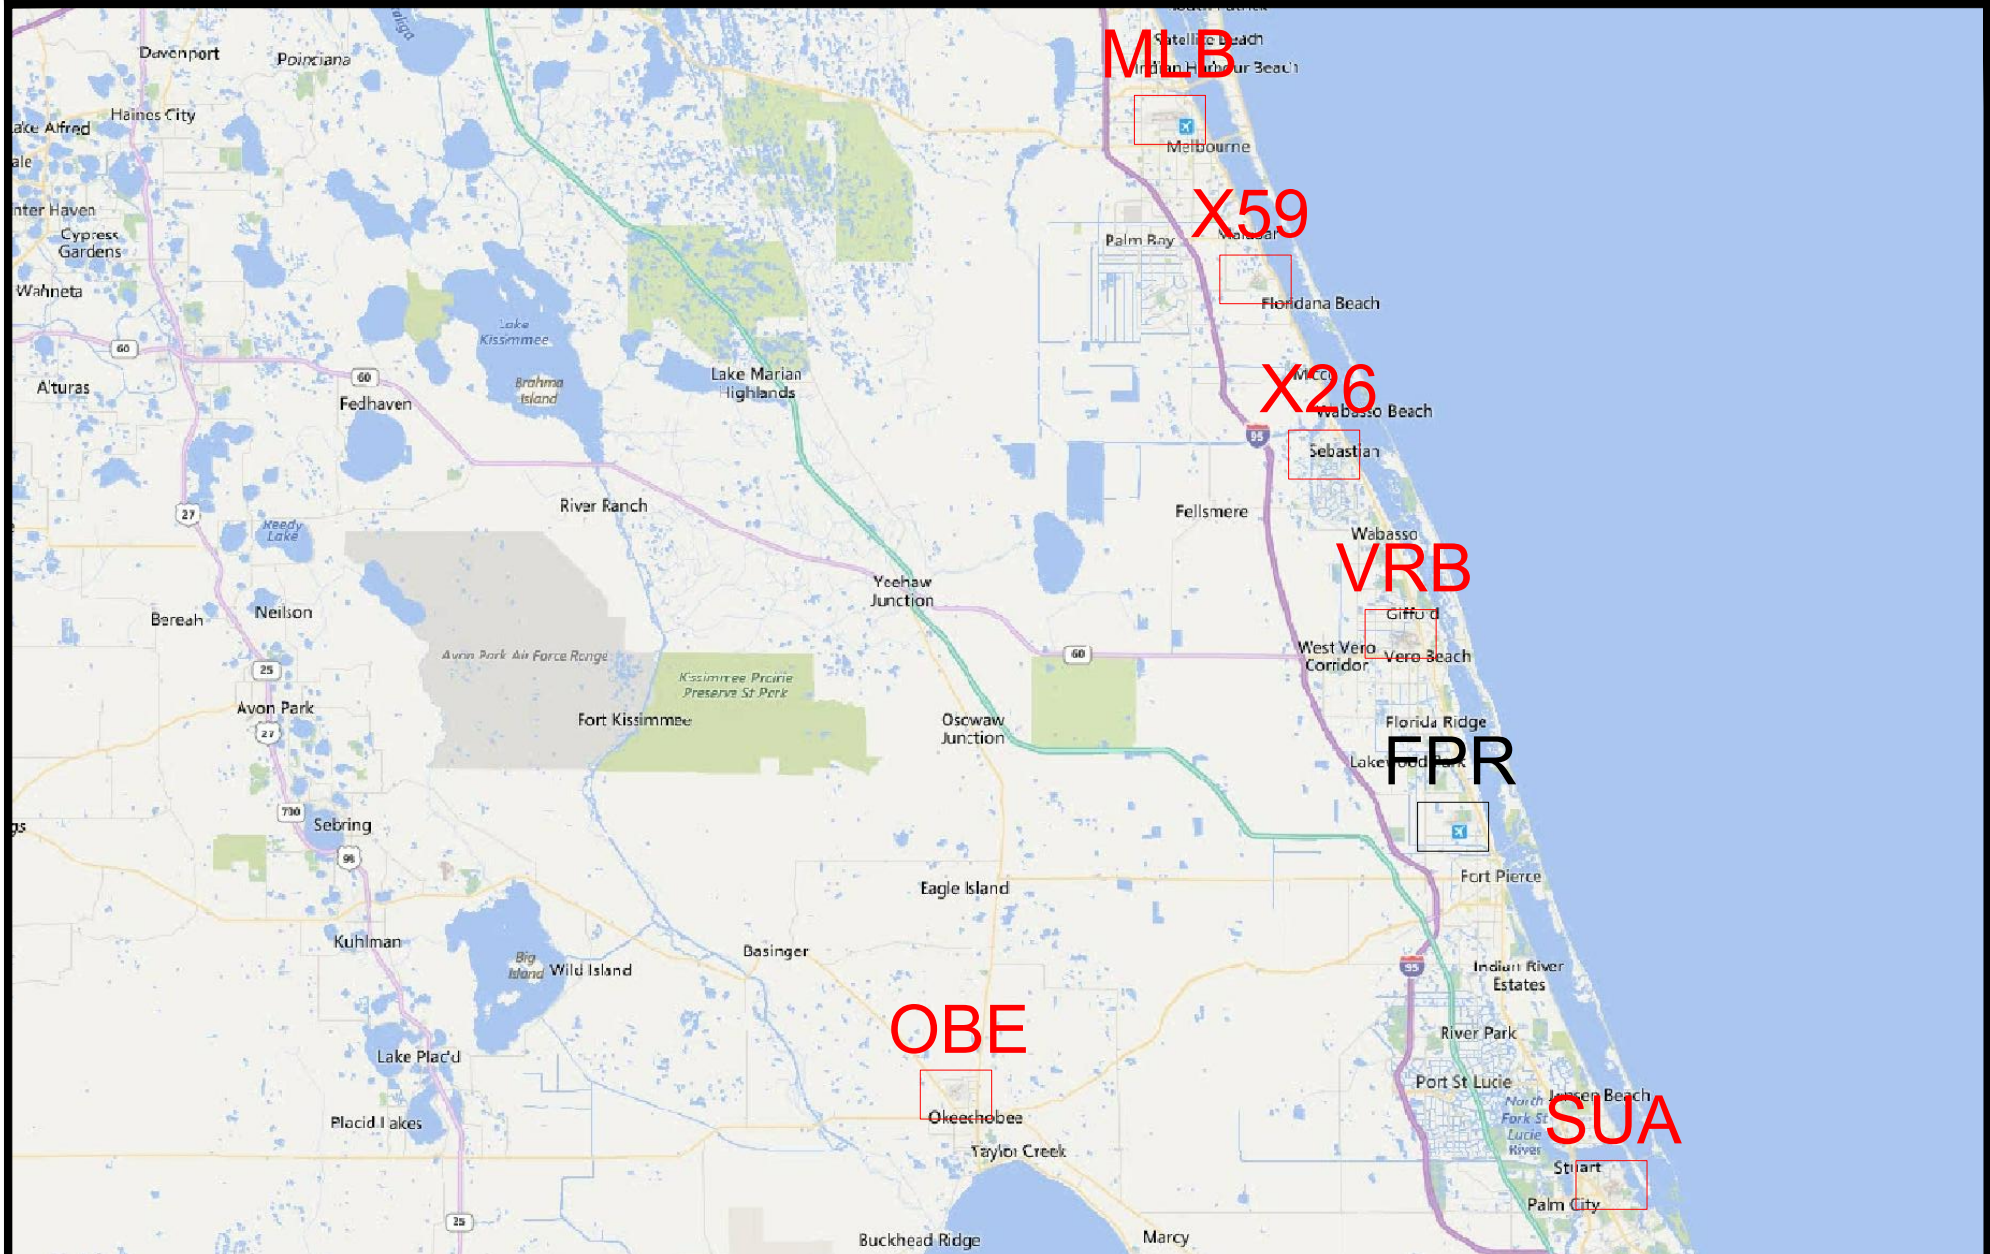 Satellite Beach
MLB
Indian Harbour Beach
Davenport
Poinciana
Haines City
Lake Alfred
Melbourne
Cypress
Gardens
X59
Palm Bay
Malabar
Wahneta
Floridana Beach
Lake
Kissimmee
60
60
Alturas
Fedhaven
Brahma
Island
Lake Marian
Highlands
Micco
X26
Wabasso Beach
95
Sebastian
River Ranch
Fellsmere
27
Reedy
Lake
Wabasso
VRB
Yeehaw
Junction
Bereah
Neilson
Gifford
Avon Park Air Force Range
60
West Vero
Corridor
Vero Beach
25
Kissimmee Prairie
Preserve St Park
Avon Park
27
Fort Kissimmee
Osowaw
Junction
Florida Ridge
Lakewood Park
FPR
700
Sebring
98
Fort Pierce
Eagle Island
Kuhlman
Basinger
Big
Island
Wild Island
95
Indian River
Estates
OBE
River Park
Lake Placid
Port St Lucie
Jensen Beach
North
Fork St
Lucie
River
SUA
Okeechobee
Placid Lakes
Taylor Creek
Stuart
Palm City
25
Buckhead Ridge
Marcy